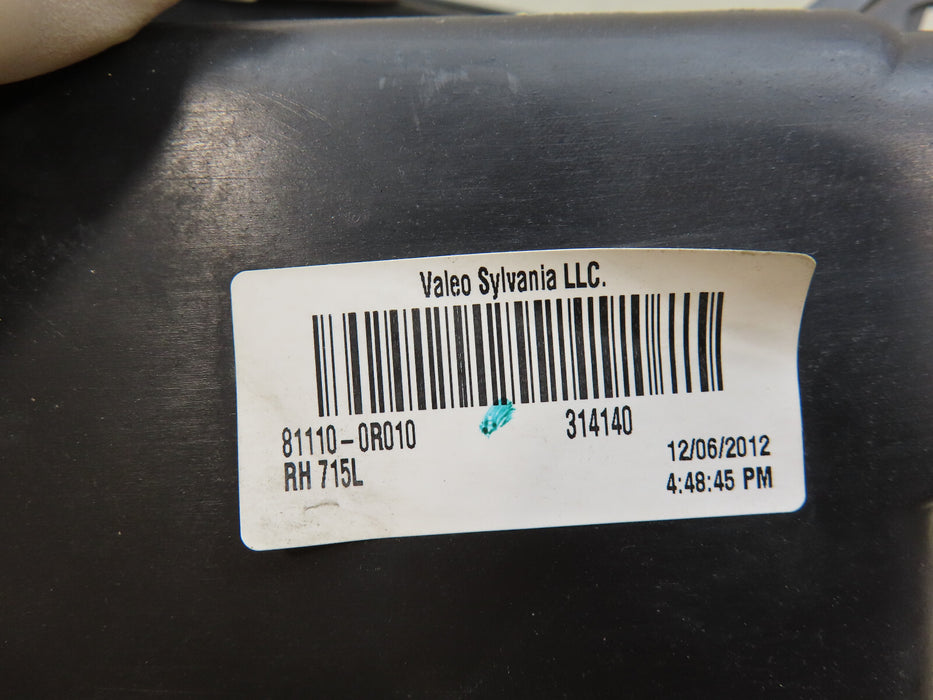 Valeo Sylvania LLC.
81110-0R010
314140
RH 715L
12/06/2012
4:48:45 PM